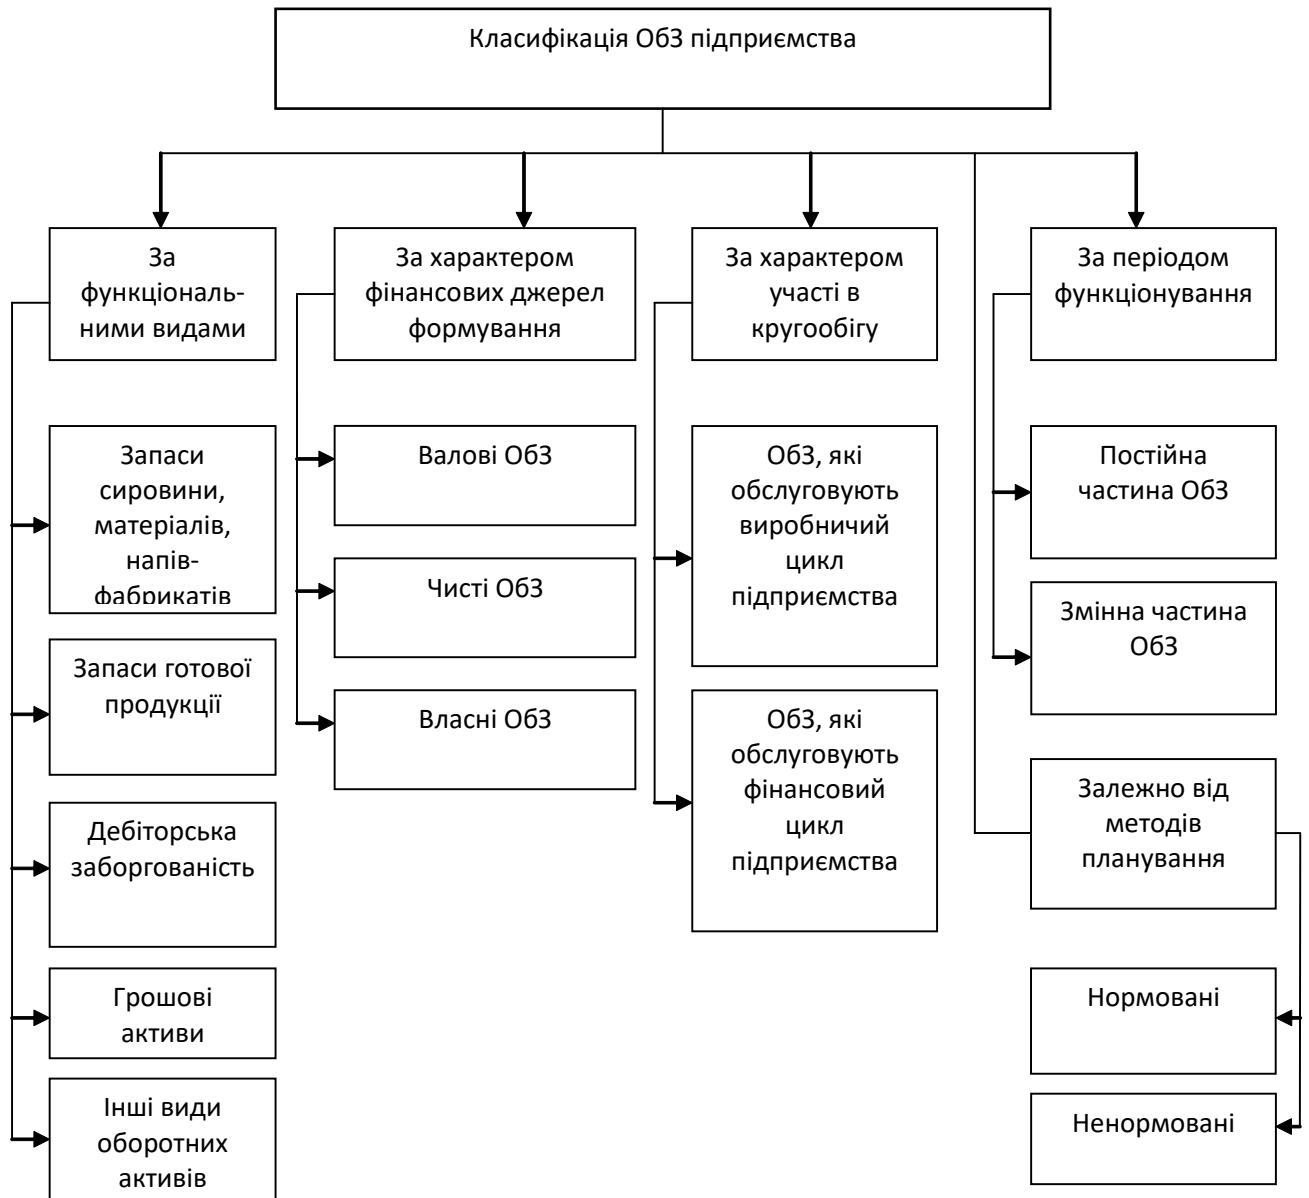 Класифікація ОбЗ підприємства
За
функціональ-
ними видами
За характером
фінансових джерел
формування
За характером
участі в
кругообігу
За періодом
функціонування
Запаси
сировини,
матеріалів,
напів-
фабрикатів
Запаси готової
продукції
Дебіторська
заборгованість
Грошові
активи
Інші види
оборотних
активів
Валові ОбЗ
Чисті ОбЗ
Власні ОбЗ
ОбЗ, які
обслуговують
виробничий
цикл
підприємства
ОбЗ, які
обслуговують
фінансовий
цикл
підприємства
Постійна
частина ОбЗ
Змінна частина
ОбЗ
Залежно від
методів
планування
Нормовані
Ненормовані